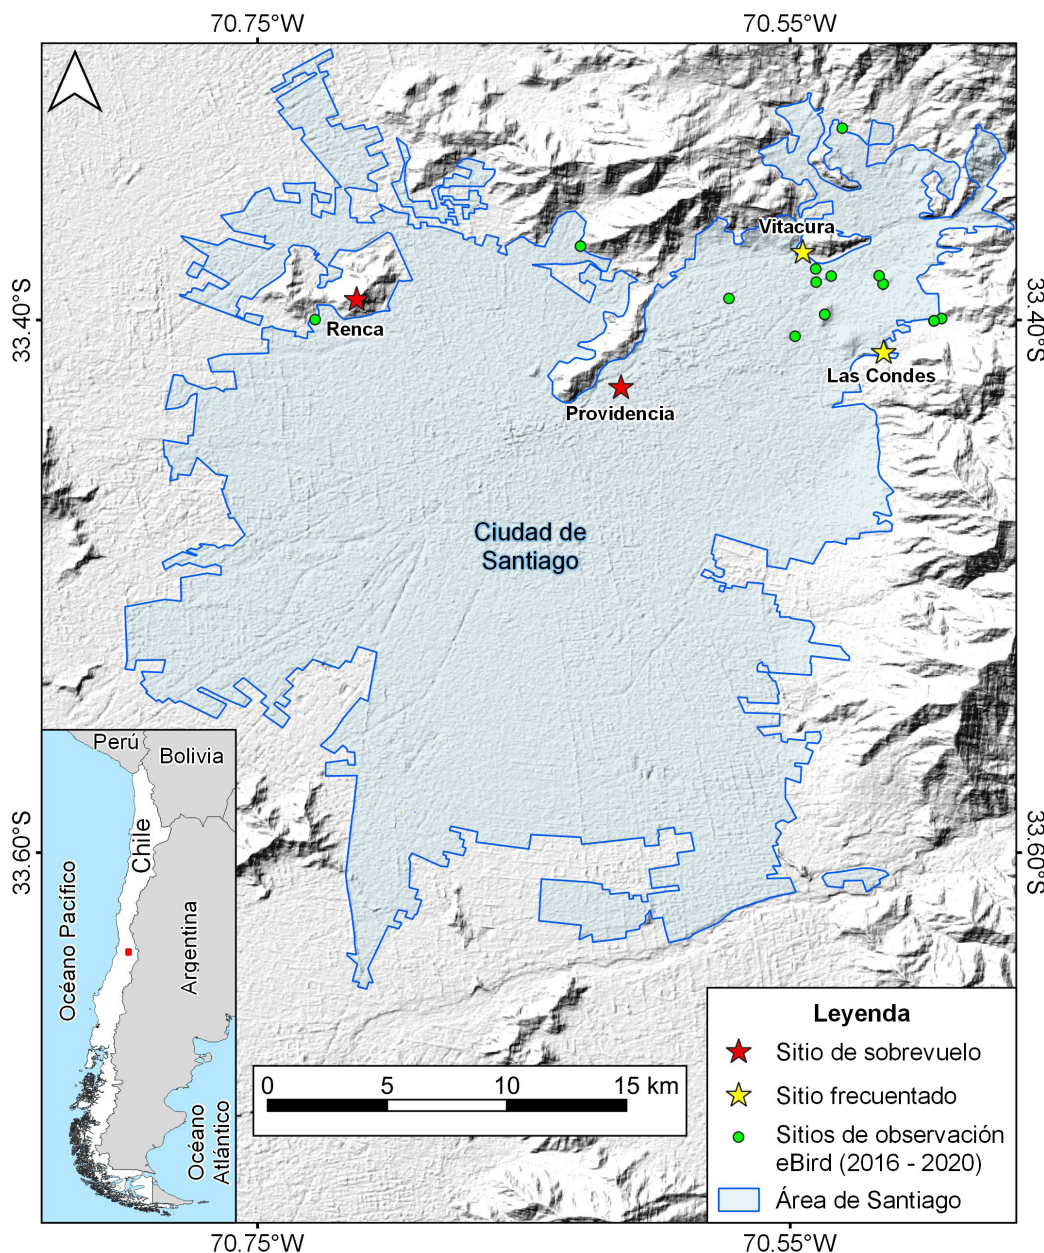 70.75°W
70.55°W
Vitacura
33.40°S
33.40°S
Renca
Las Condes
Providencia
Ciudad de
Santiago
Perú
Bolivia
Chile
33.60°S
33.60°S
Océano Pacífico
Argentina
Océano
Atlántico
0
5
10
15 km
Leyenda
Sitio de sobrevuelo
Sitio frecuentado
Sitios de observación
eBird (2016 - 2020)
Área de Santiago
70.75°W
70.55°W